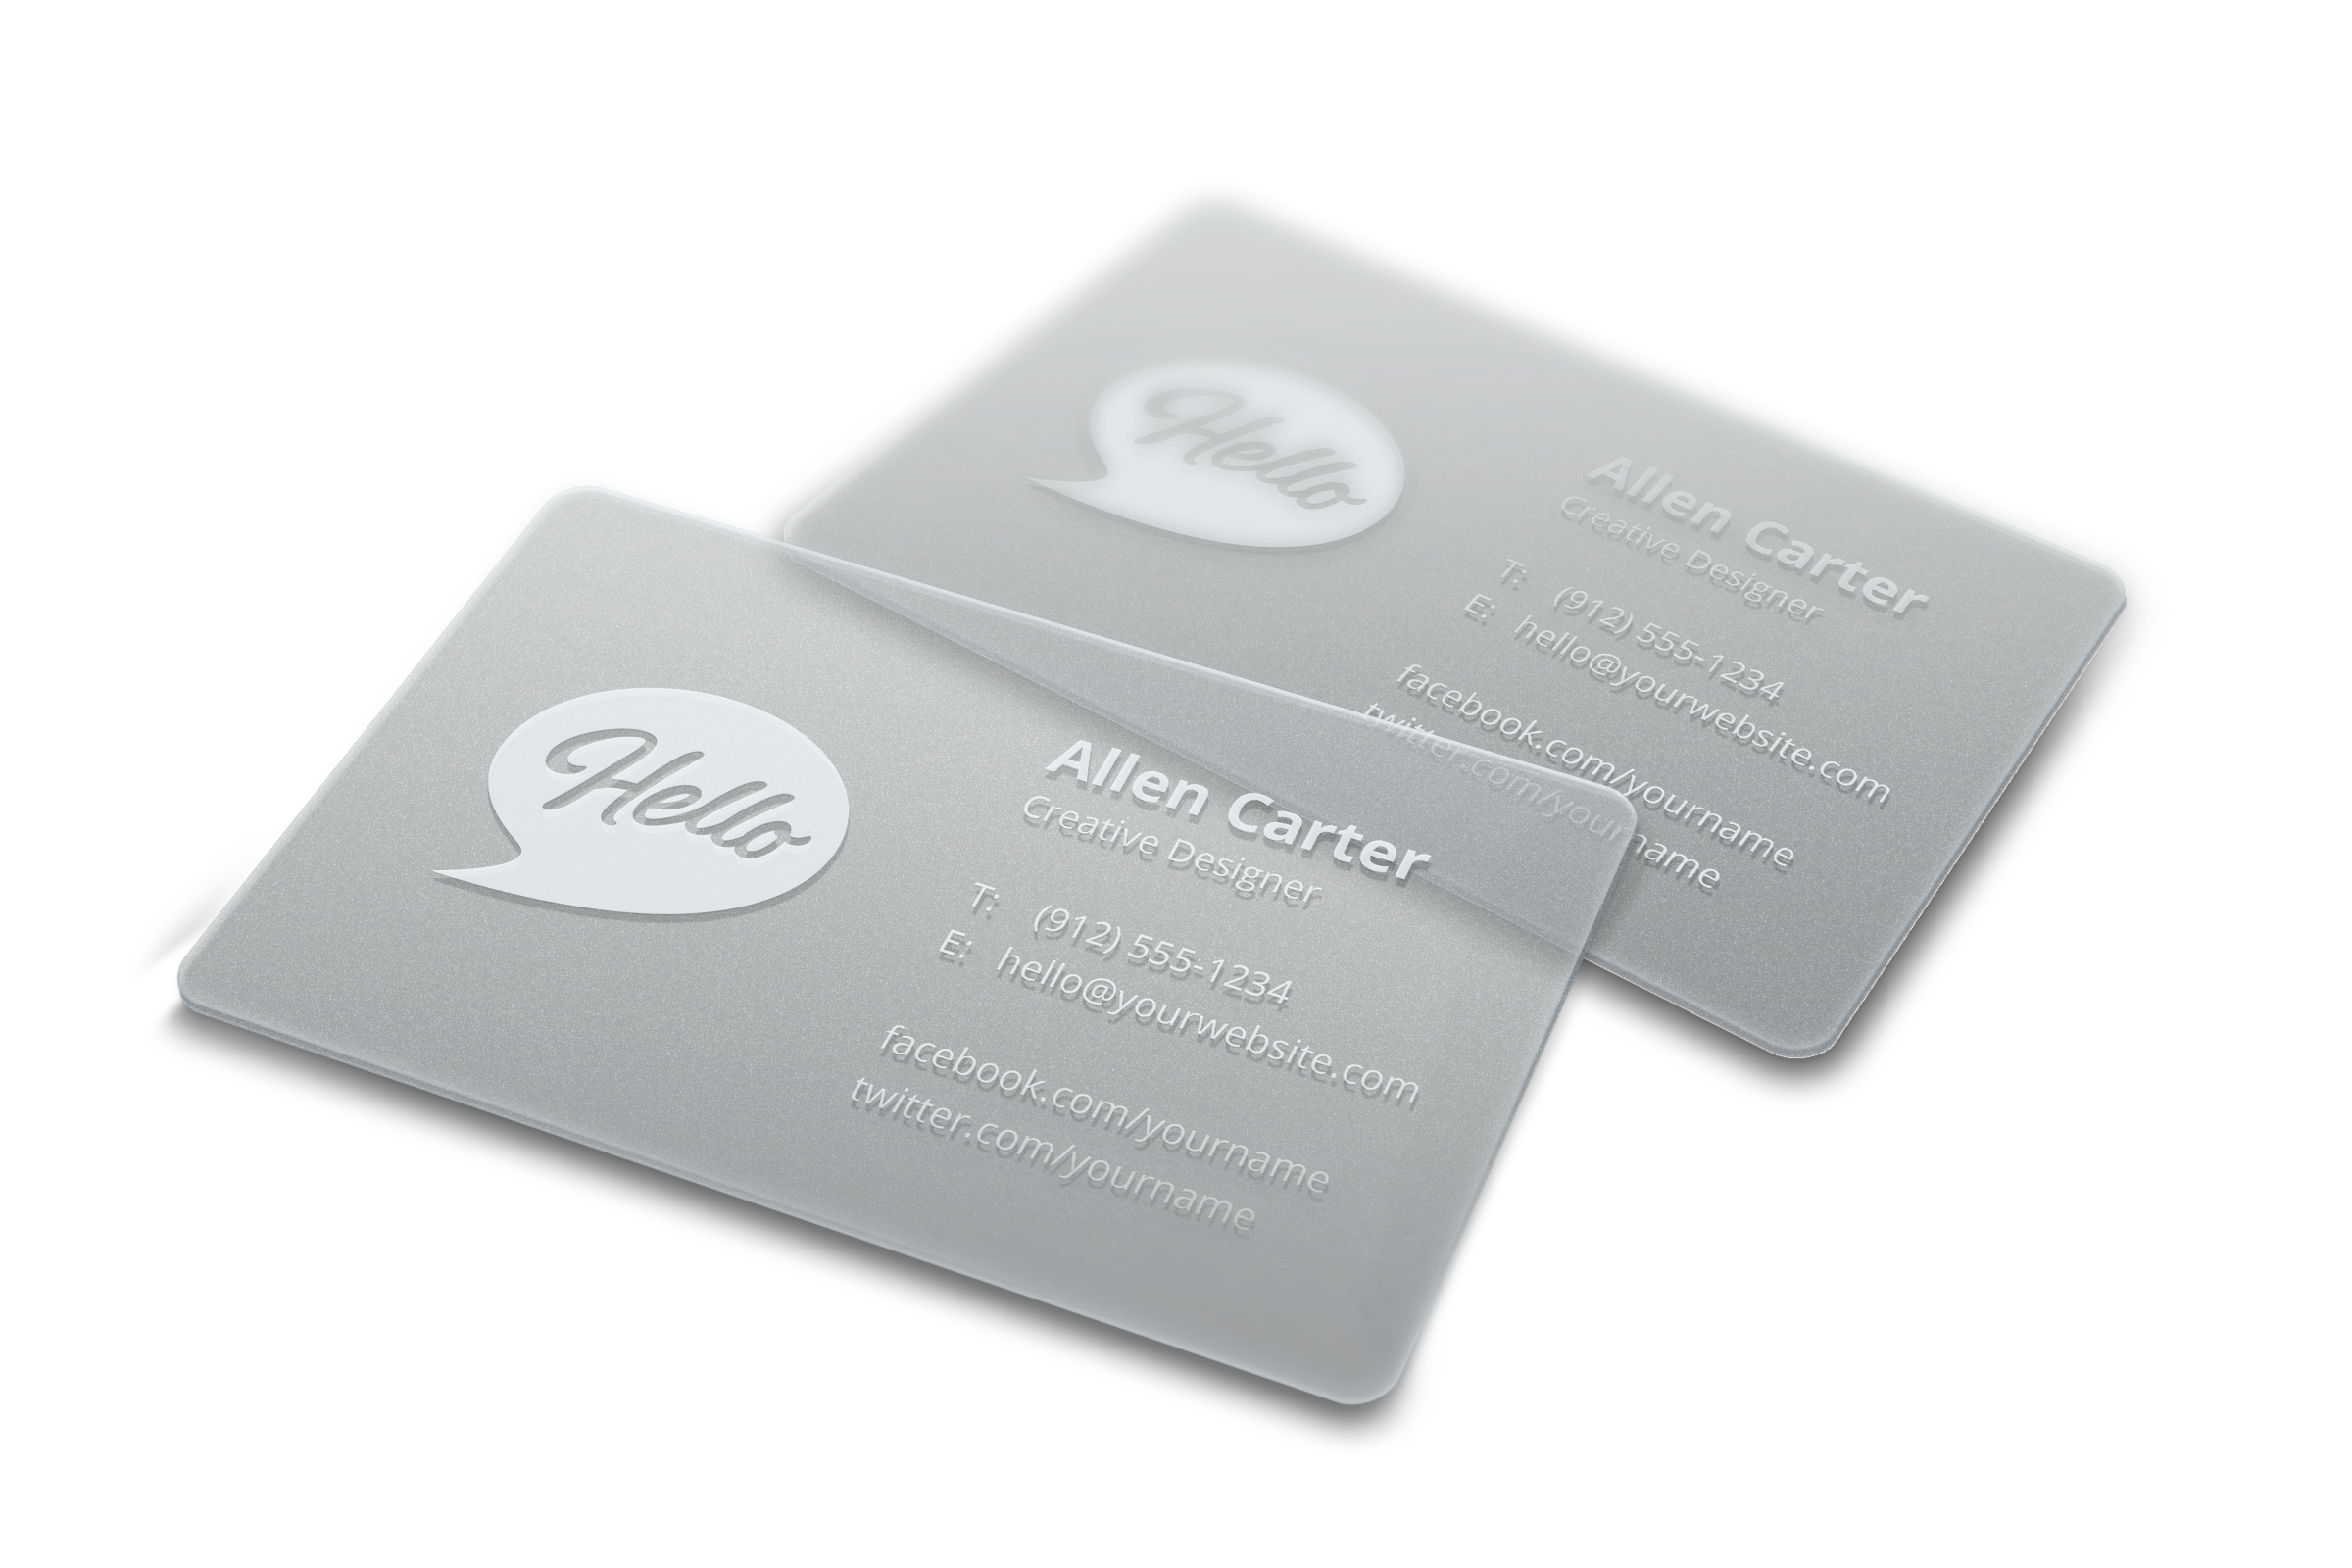 Hello
Allen Carter
Creative Designer
T: (912) 555-1234
E: hello@yourwebsite.com
facebook.com/yourname
twitter.com/yourname
Hello
Allen Carter
Creative Designer
T: (912) 555-1234
E: hello@yourwebsite.com
facebook.com/yourname
twitter.com/yourname